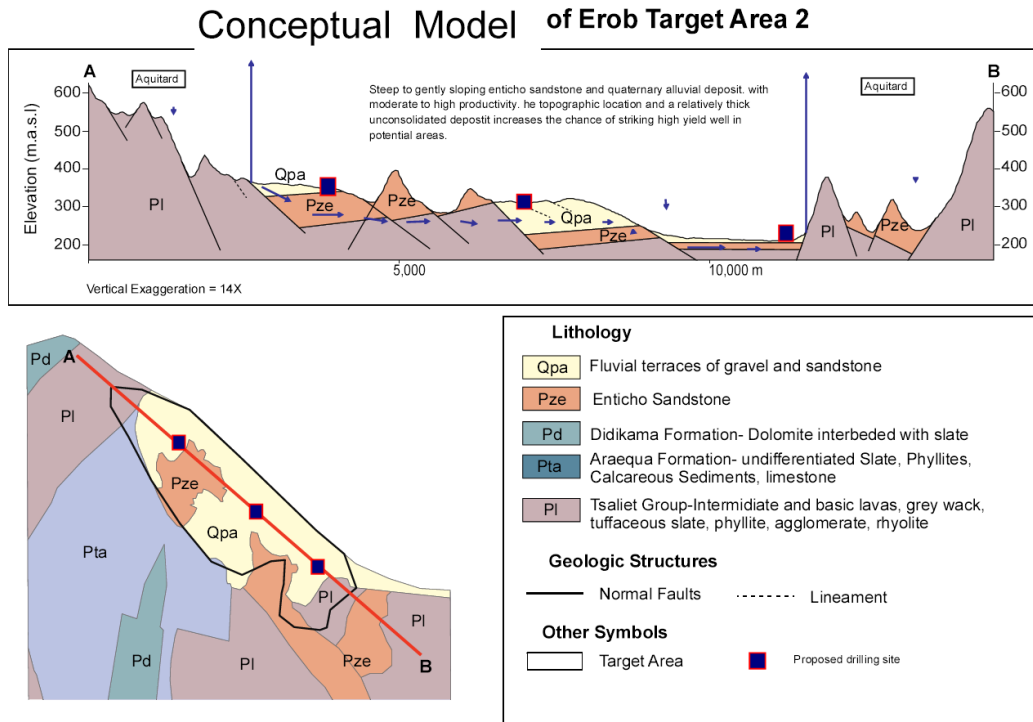 Conceptual Model of Erob Target Area 2
A
B
Aquitard
Aquitard
Steep to gently sloping enticho sandstone and quaternary alluvial deposit. with
moderate to high productivity. he topographic location and a relatively thick
unconsolidated depostit increases the chance of striking high yield well in
potential areas.
Elevation (m.a.s.l)
600
500
400
300
200
600
500
400
300
200
Pl
Qpa
Pze
Pze
Qpa
Pze
Pl
Pze
Pl
5,000
10,000 m
Vertical Exaggeration = 14X
Pd
A
Pl
Pze
Qpa
Pta
Pl
Pl
Pd
Pl
Pze
B
Lithology
Qpa Fluvial terraces of gravel and sandstone
Pze Enticho Sandstone
Pd Didikama Formation- Dolomite interbeded with slate
Pta Araequa Formation- undifferentiated Slate, Phyllites,
Calcareous Sediments, limestone
Pl Tsaliet Group-Intermidiate and basic lavas, grey wack,
tuffaceous slate, phyllite, agglomerate, rhyolite
Geologic Structures
Normal Faults
Lineament
Other Symbols
Target Area
Proposed drilling site